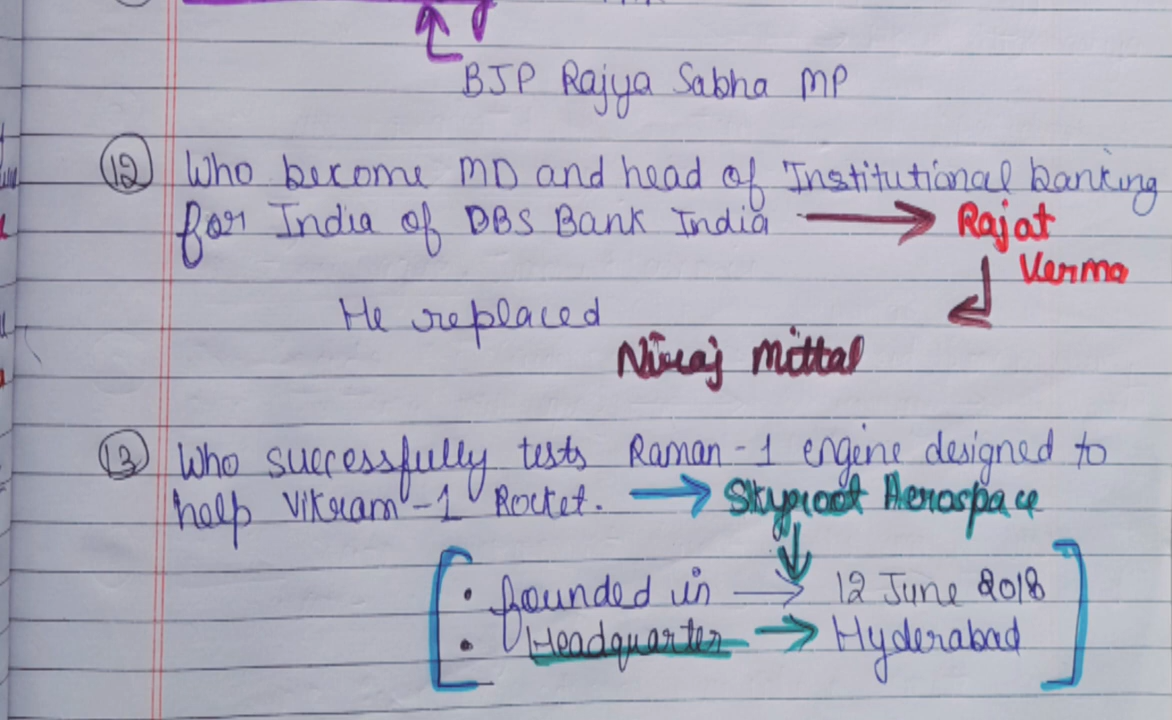 BJP Rajya Sabha MP
12 Who become MD and head of Institutional banking
for India of DBS Bank India → Rajat
Verma
He replaced
Niraj Mittal
13 Who successfully tests Raman-1 engine designed to
help Vikram-1 Rocket. → Skyroot Aerospace
• founded in → 12 June 2018
• Headquarter → Hyderabad